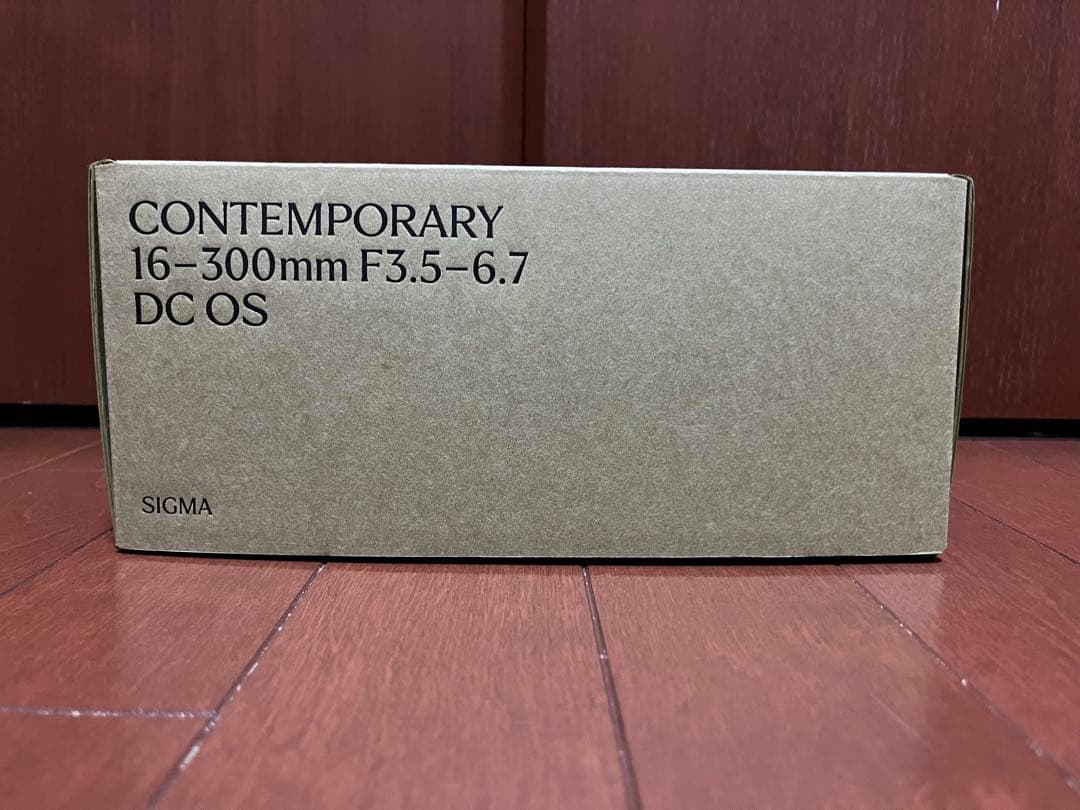 CONTEMPORARY
16–300mm F3.5–6.7
DC OS
SIGMA